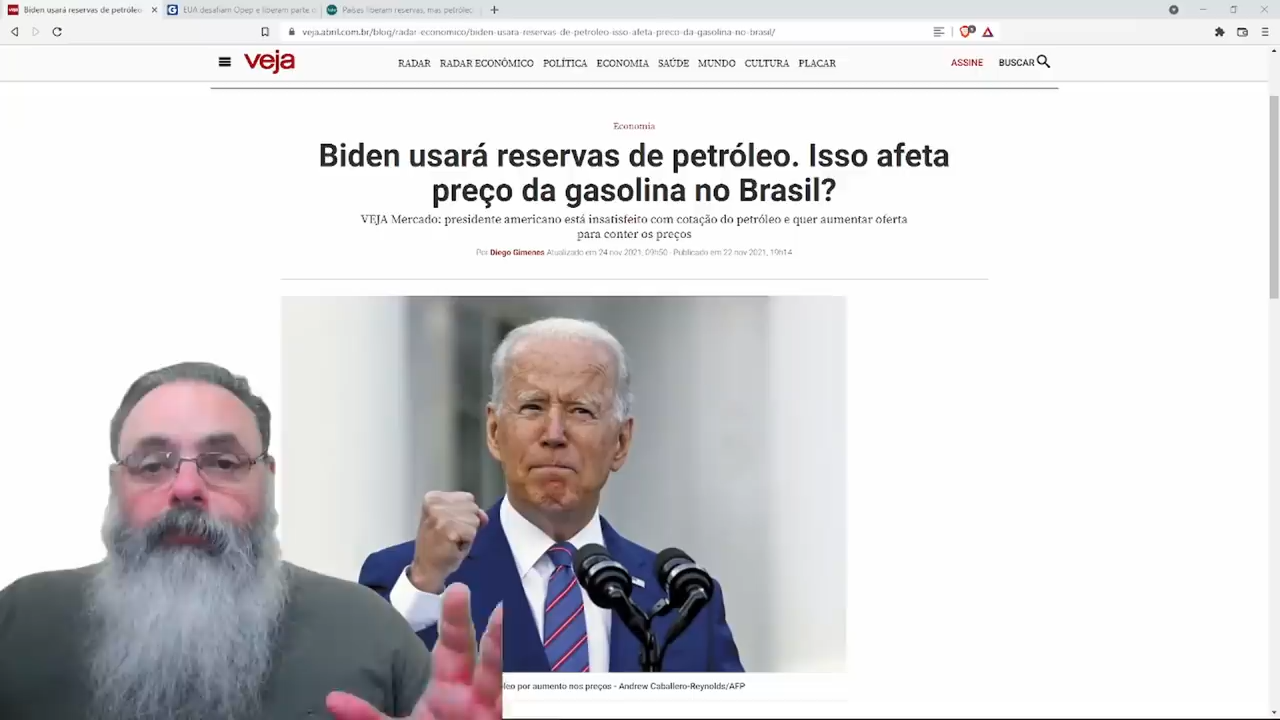 Biden usará reservas de petróleo
EUA desafiam Opep e liberam parte d
Países liberam reservas, mas petróleo
veja.abril.com.br/blog/radar-economico/biden-usara-reservas-de-petroleo-isso-afeta-preco-da-gasolina-no-brasil/
veja
RADAR RADAR ECONÔMICO POLÍTICA ECONOMIA SAÚDE MUNDO CULTURA PLACAR
ASSINE BUSCAR
Economia
Biden usará reservas de petróleo. Isso afeta
preço da gasolina no Brasil?
VEJA Mercado: presidente americano está insatisfeito com cotação do petróleo e quer aumentar oferta
para conter os preços
Por Diego Gimenes Atualizado em 24 nov 2021, 09h50 - Publicado em 22 nov 2021, 19h14
por aumento nos preços - Andrew Caballero-Reynolds/AFP